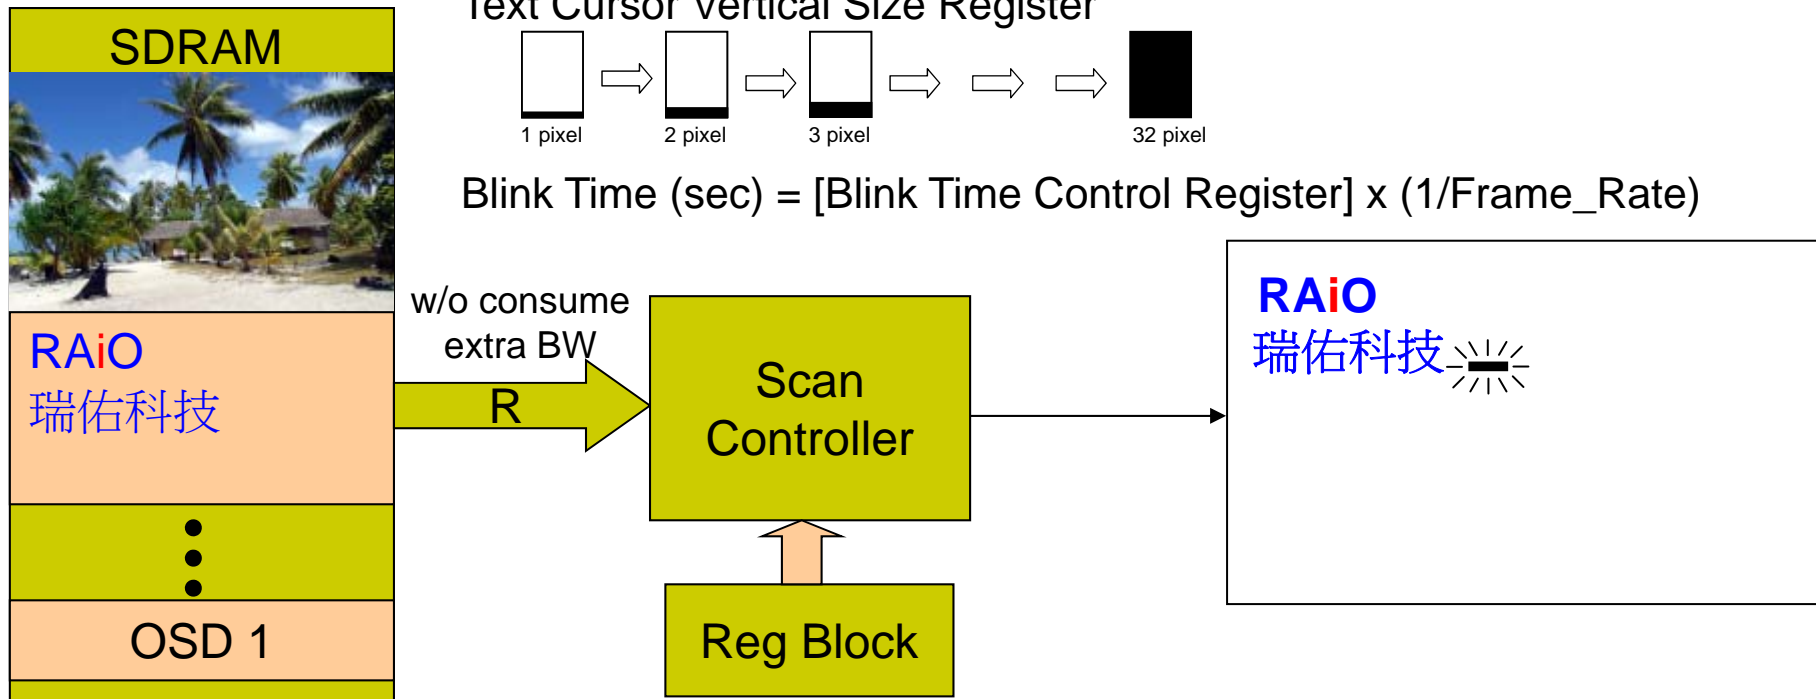 Text Cursor Vertical Size Register
SDRAM
1 pixel
2 pixel
3 pixel
32 pixel
Blink Time (sec) = [Blink Time Control Register] x (1/Frame_Rate)
RAiO
瑞佑科技
w/o consume
extra BW
R
Scan
Controller
RAiO
瑞佑科技
OSD 1
Reg Block